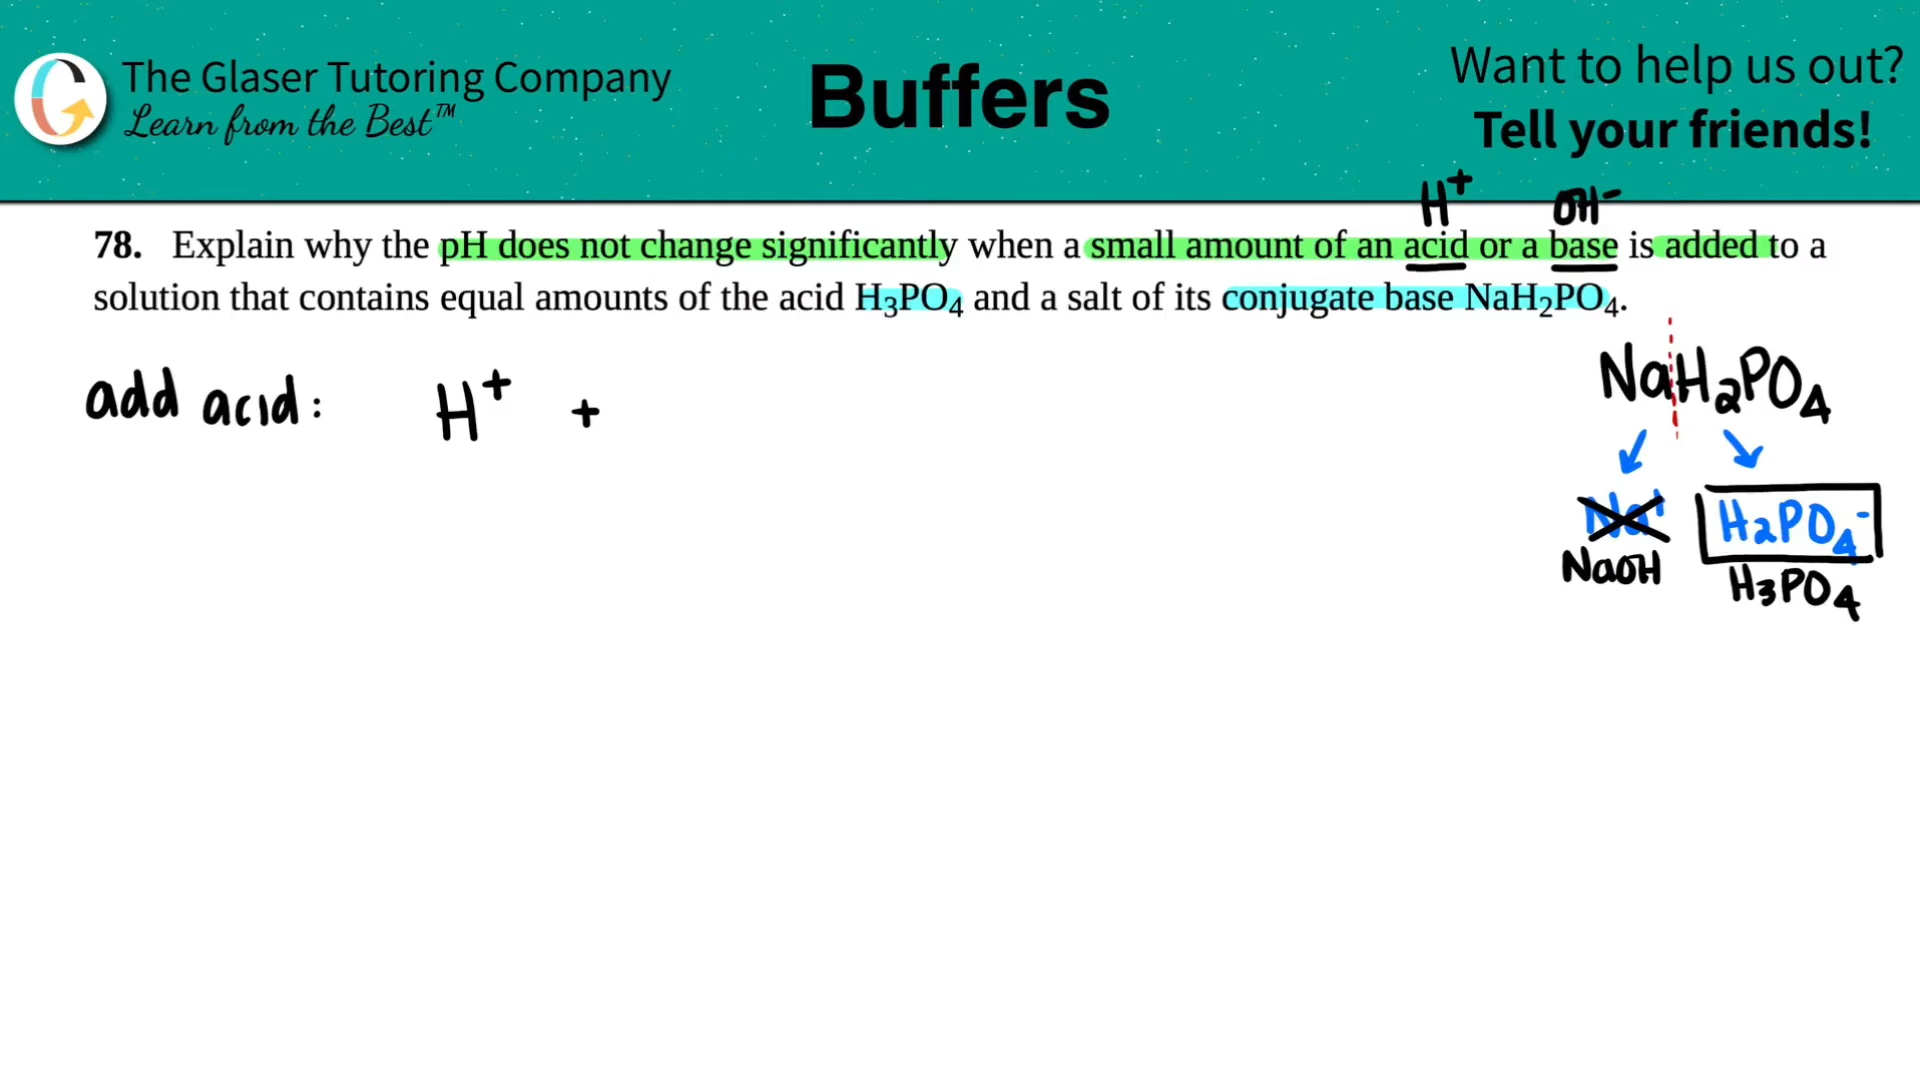 The Glaser Tutoring Company
Learn from the Best™
Buffers
Want to help us out?
Tell your friends!
H⁺ OH⁻
78. Explain why the pH does not change significantly when a small amount of an acid or a base is added to a
solution that contains equal amounts of the acid H₃PO₄ and a salt of its conjugate base NaH₂PO₄.
add acid: H⁺ +
NaH₂PO₄
Na⁺ H₂PO₄⁻
NaOH H₃PO₄